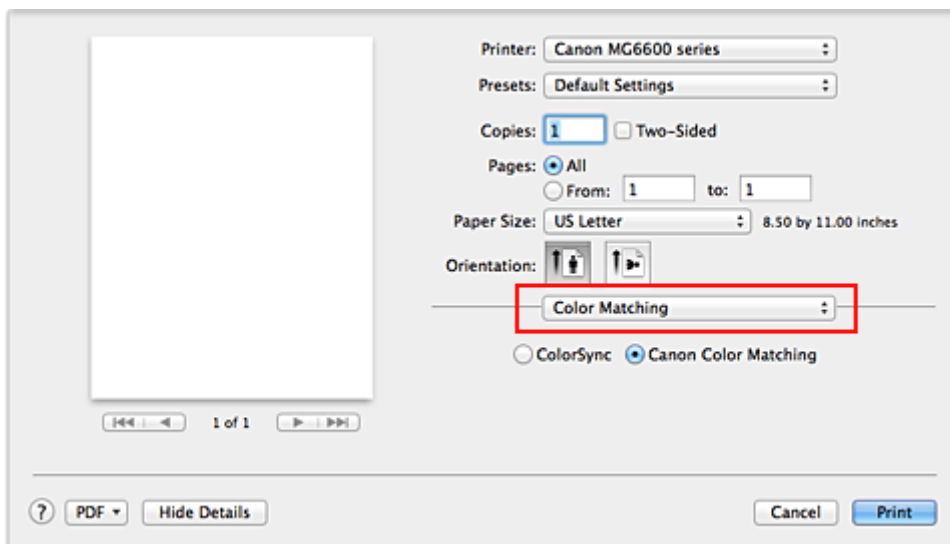 Printer: Canon MG6600 series
Presets: Default Settings
Copies: 1 Two-Sided
Pages: All
From: 1 to: 1
Paper Size: US Letter 8.50 by 11.00 inches
Orientation:
Color Matching
ColorSync Canon Color Matching
1 of 1
? PDF Hide Details Cancel Print